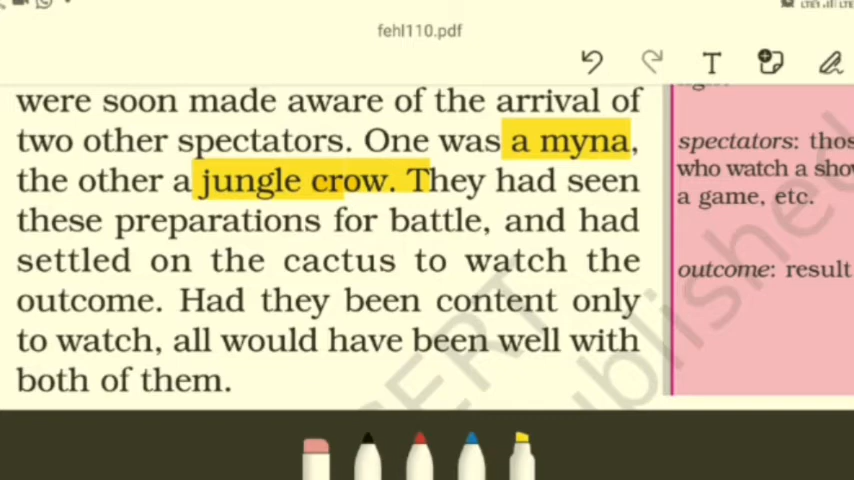 fehl110.pdf
were soon made aware of the arrival of
two other spectators. One was a myna,
the other a jungle crow. They had seen
these preparations for battle, and had
settled on the cactus to watch the
outcome. Had they been content only
to watch, all would have been well with
both of them.
spectators: thos
who watch a sho
a game, etc.
outcome: result